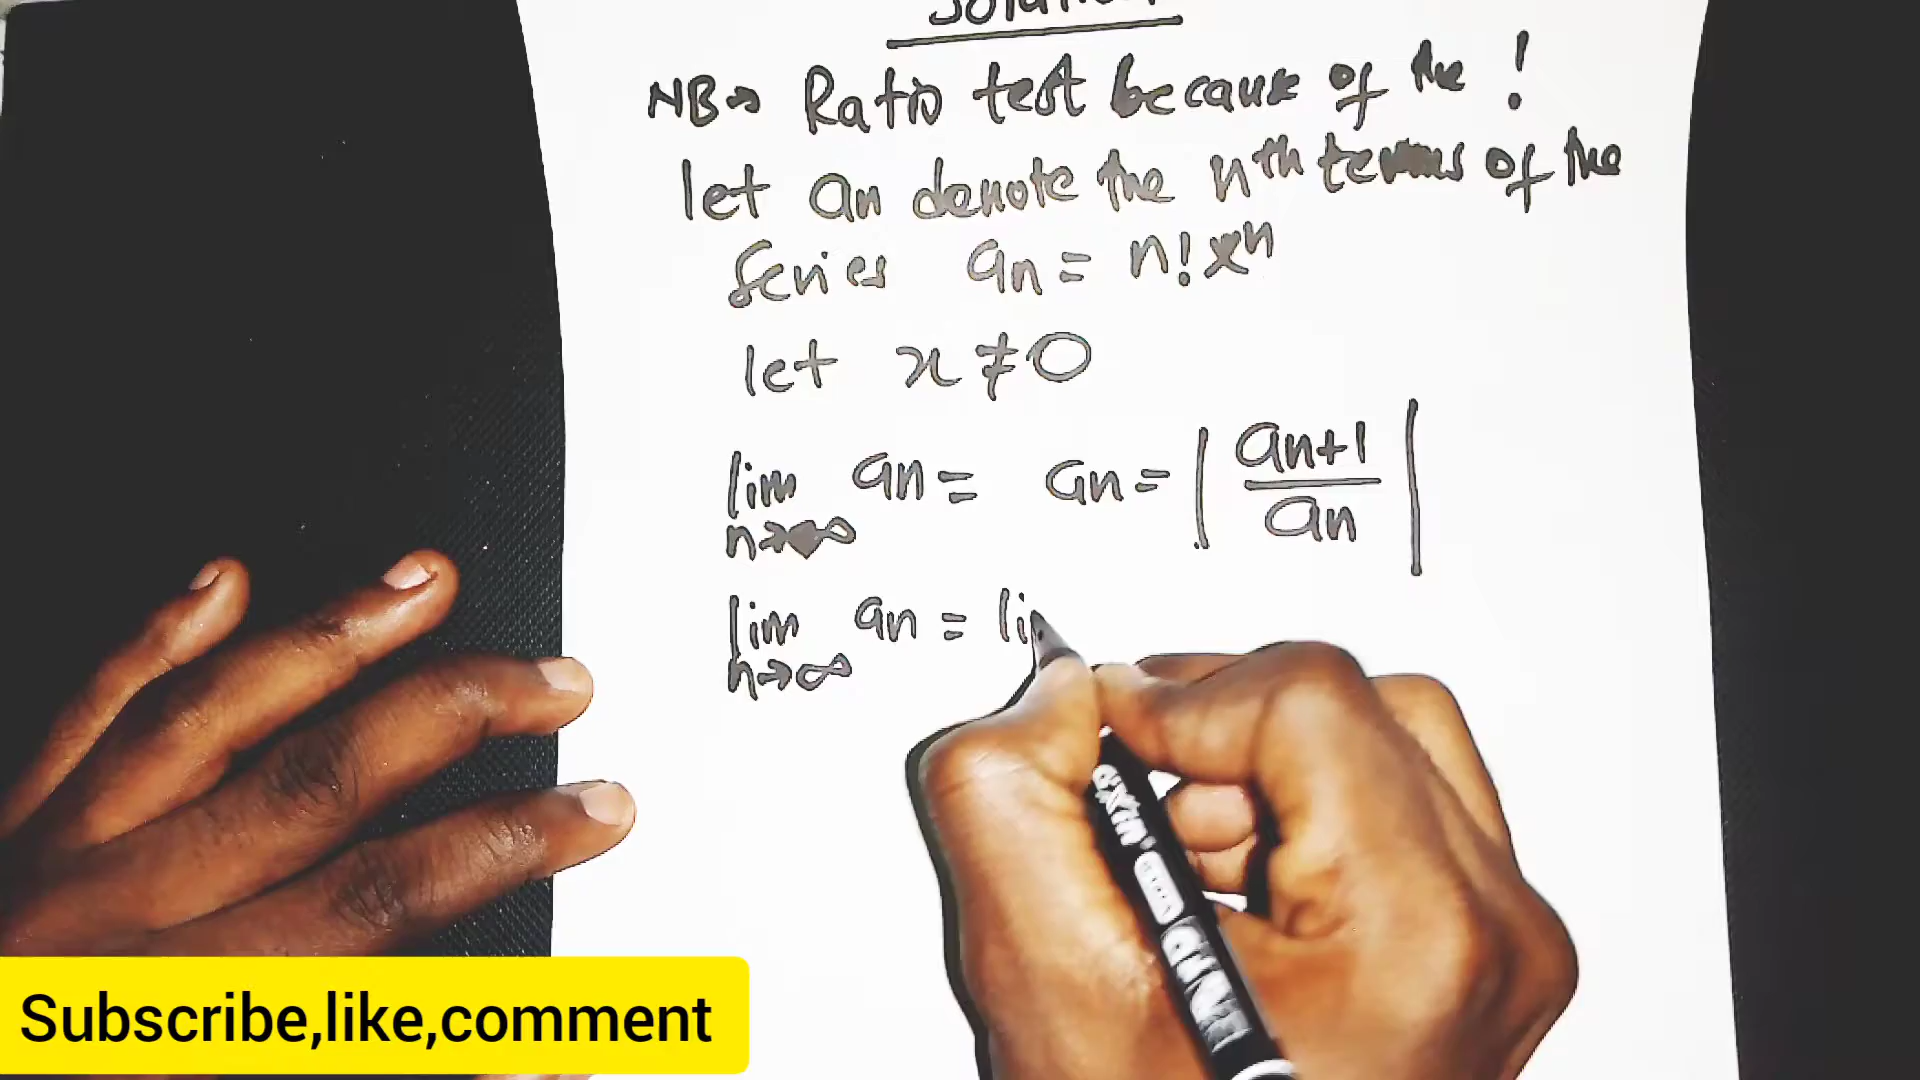 Solution
NB→ Ratio test because of the !
let an denote the nth terms of the
Series an = n! xⁿ
let x ≠ 0
lim n→∞ an = an = | an+1 / an |
lim n→∞ an = li
Subscribe,like,comment